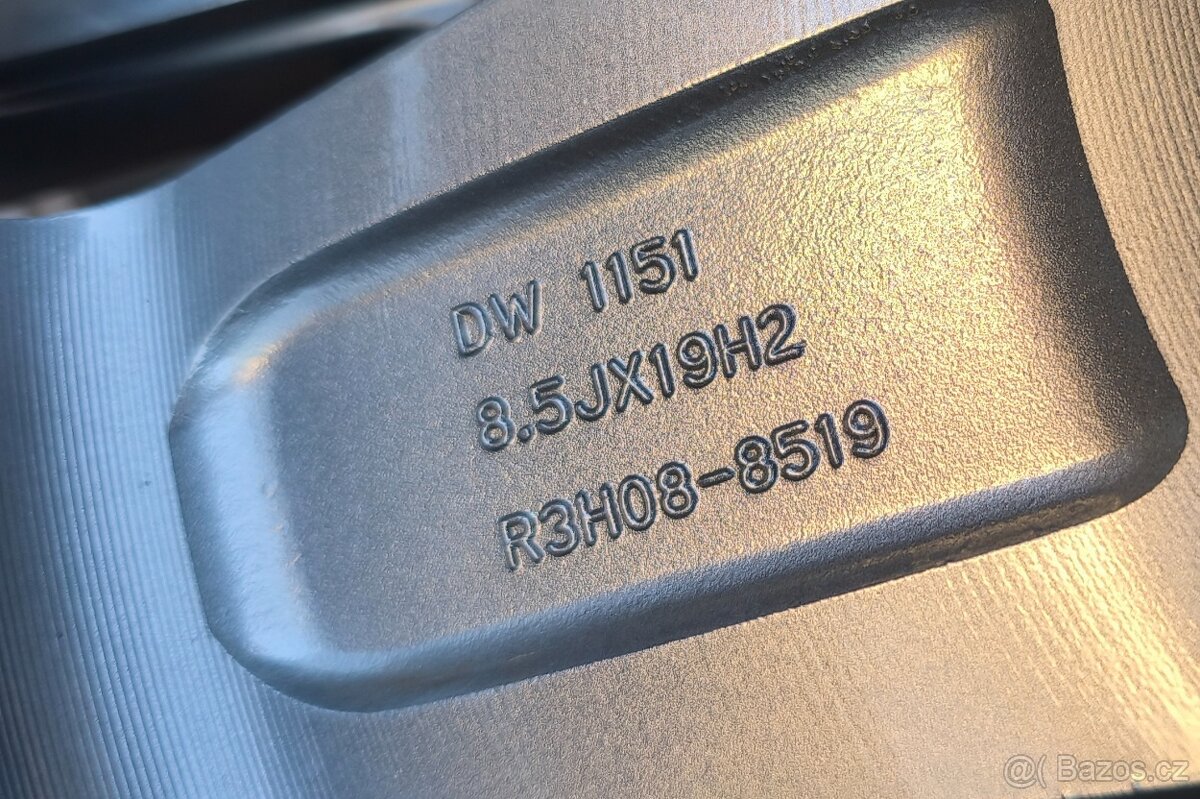 DW 1151
8.5JX19H2
R3H08-8519
@( Bazos.cz